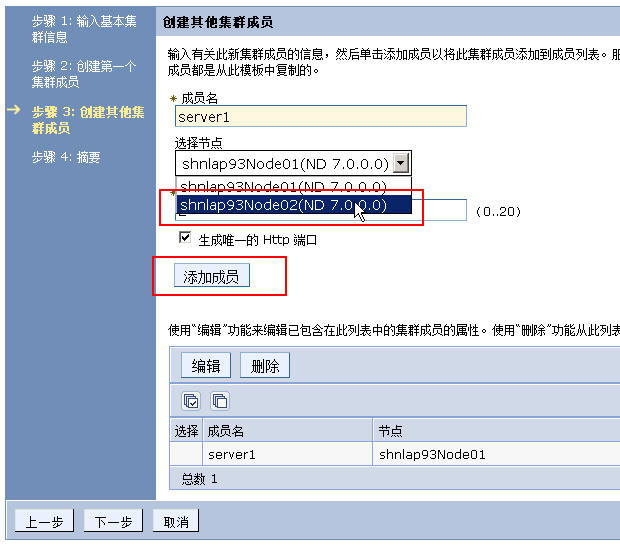 步骤 1: 输入基本集
群信息
步骤 2: 创建第一个
集群成员
步骤 3: 创建其他集
群成员
步骤 4: 摘要
创建其他集群成员
输入有关此新集群成员的信息，然后单击添加成员以将此集群成员添加到成员列表。服
成员都是从此模板中复制的。
* 成员名
server1
选择节点
shnlap93Node01(ND 7.0.0.0)
shnlap93Node01(ND 7.0.0.0)
shnlap93Node02(ND 7.0.0.0)
(0..20)
生成唯一的 Http 端口
添加成员
使用“编辑”功能来编辑已包含在此列表中的集群成员的属性。使用“删除”功能从此列表
编辑 删除
选择 成员名 节点
server1 shnlap93Node01
总数 1
上一步 下一步 取消